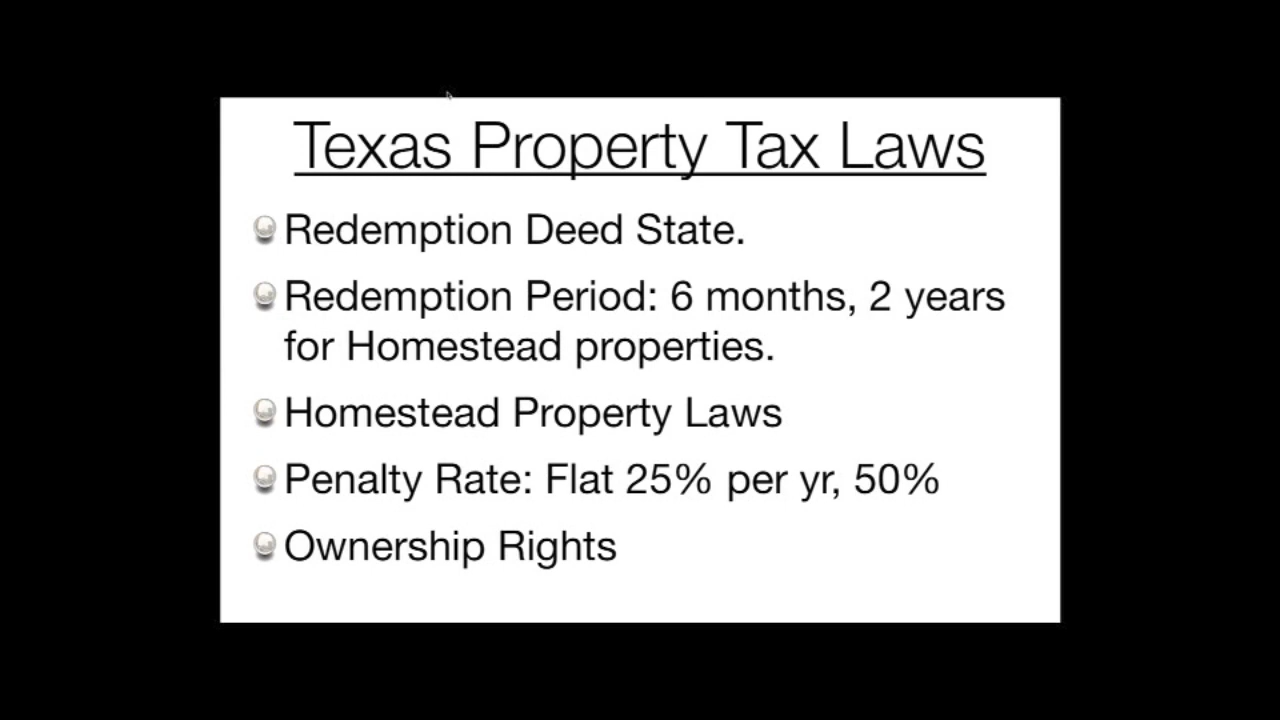 Texas Property Tax Laws
Redemption Deed State.
Redemption Period: 6 months, 2 years
for Homestead properties.
Homestead Property Laws
Penalty Rate: Flat 25% per yr, 50%
Ownership Rights